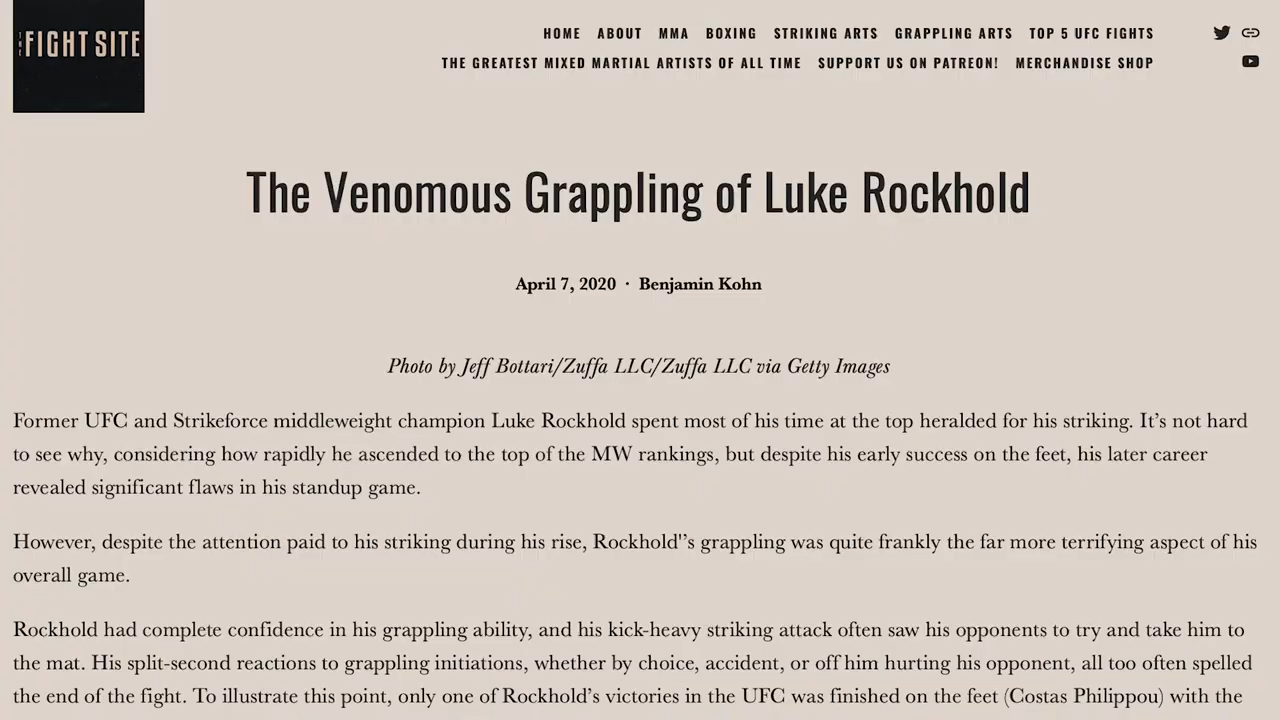 THE FIGHT SITE
HOME ABOUT MMA BOXING STRIKING ARTS GRAPPLING ARTS TOP 5 UFC FIGHTS
THE GREATEST MIXED MARTIAL ARTISTS OF ALL TIME SUPPORT US ON PATREON! MERCHANDISE SHOP
The Venomous Grappling of Luke Rockhold
April 7, 2020 · Benjamin Kohn
Photo by Jeff Bottari/Zuffa LLC/Zuffa LLC via Getty Images
Former UFC and Strikeforce middleweight champion Luke Rockhold spent most of his time at the top heralded for his striking. It’s not hard
to see why, considering how rapidly he ascended to the top of the MW rankings, but despite his early success on the feet, his later career
revealed significant flaws in his standup game.
However, despite the attention paid to his striking during his rise, Rockhold"’s grappling was quite frankly the far more terrifying aspect of his
overall game.
Rockhold had complete confidence in his grappling ability, and his kick-heavy striking attack often saw his opponents to try and take him to
the mat. His split-second reactions to grappling initiations, whether by choice, accident, or off him hurting his opponent, all too often spelled
the end of the fight. To illustrate this point, only one of Rockhold’s victories in the UFC was finished on the feet (Costas Philippou) with the